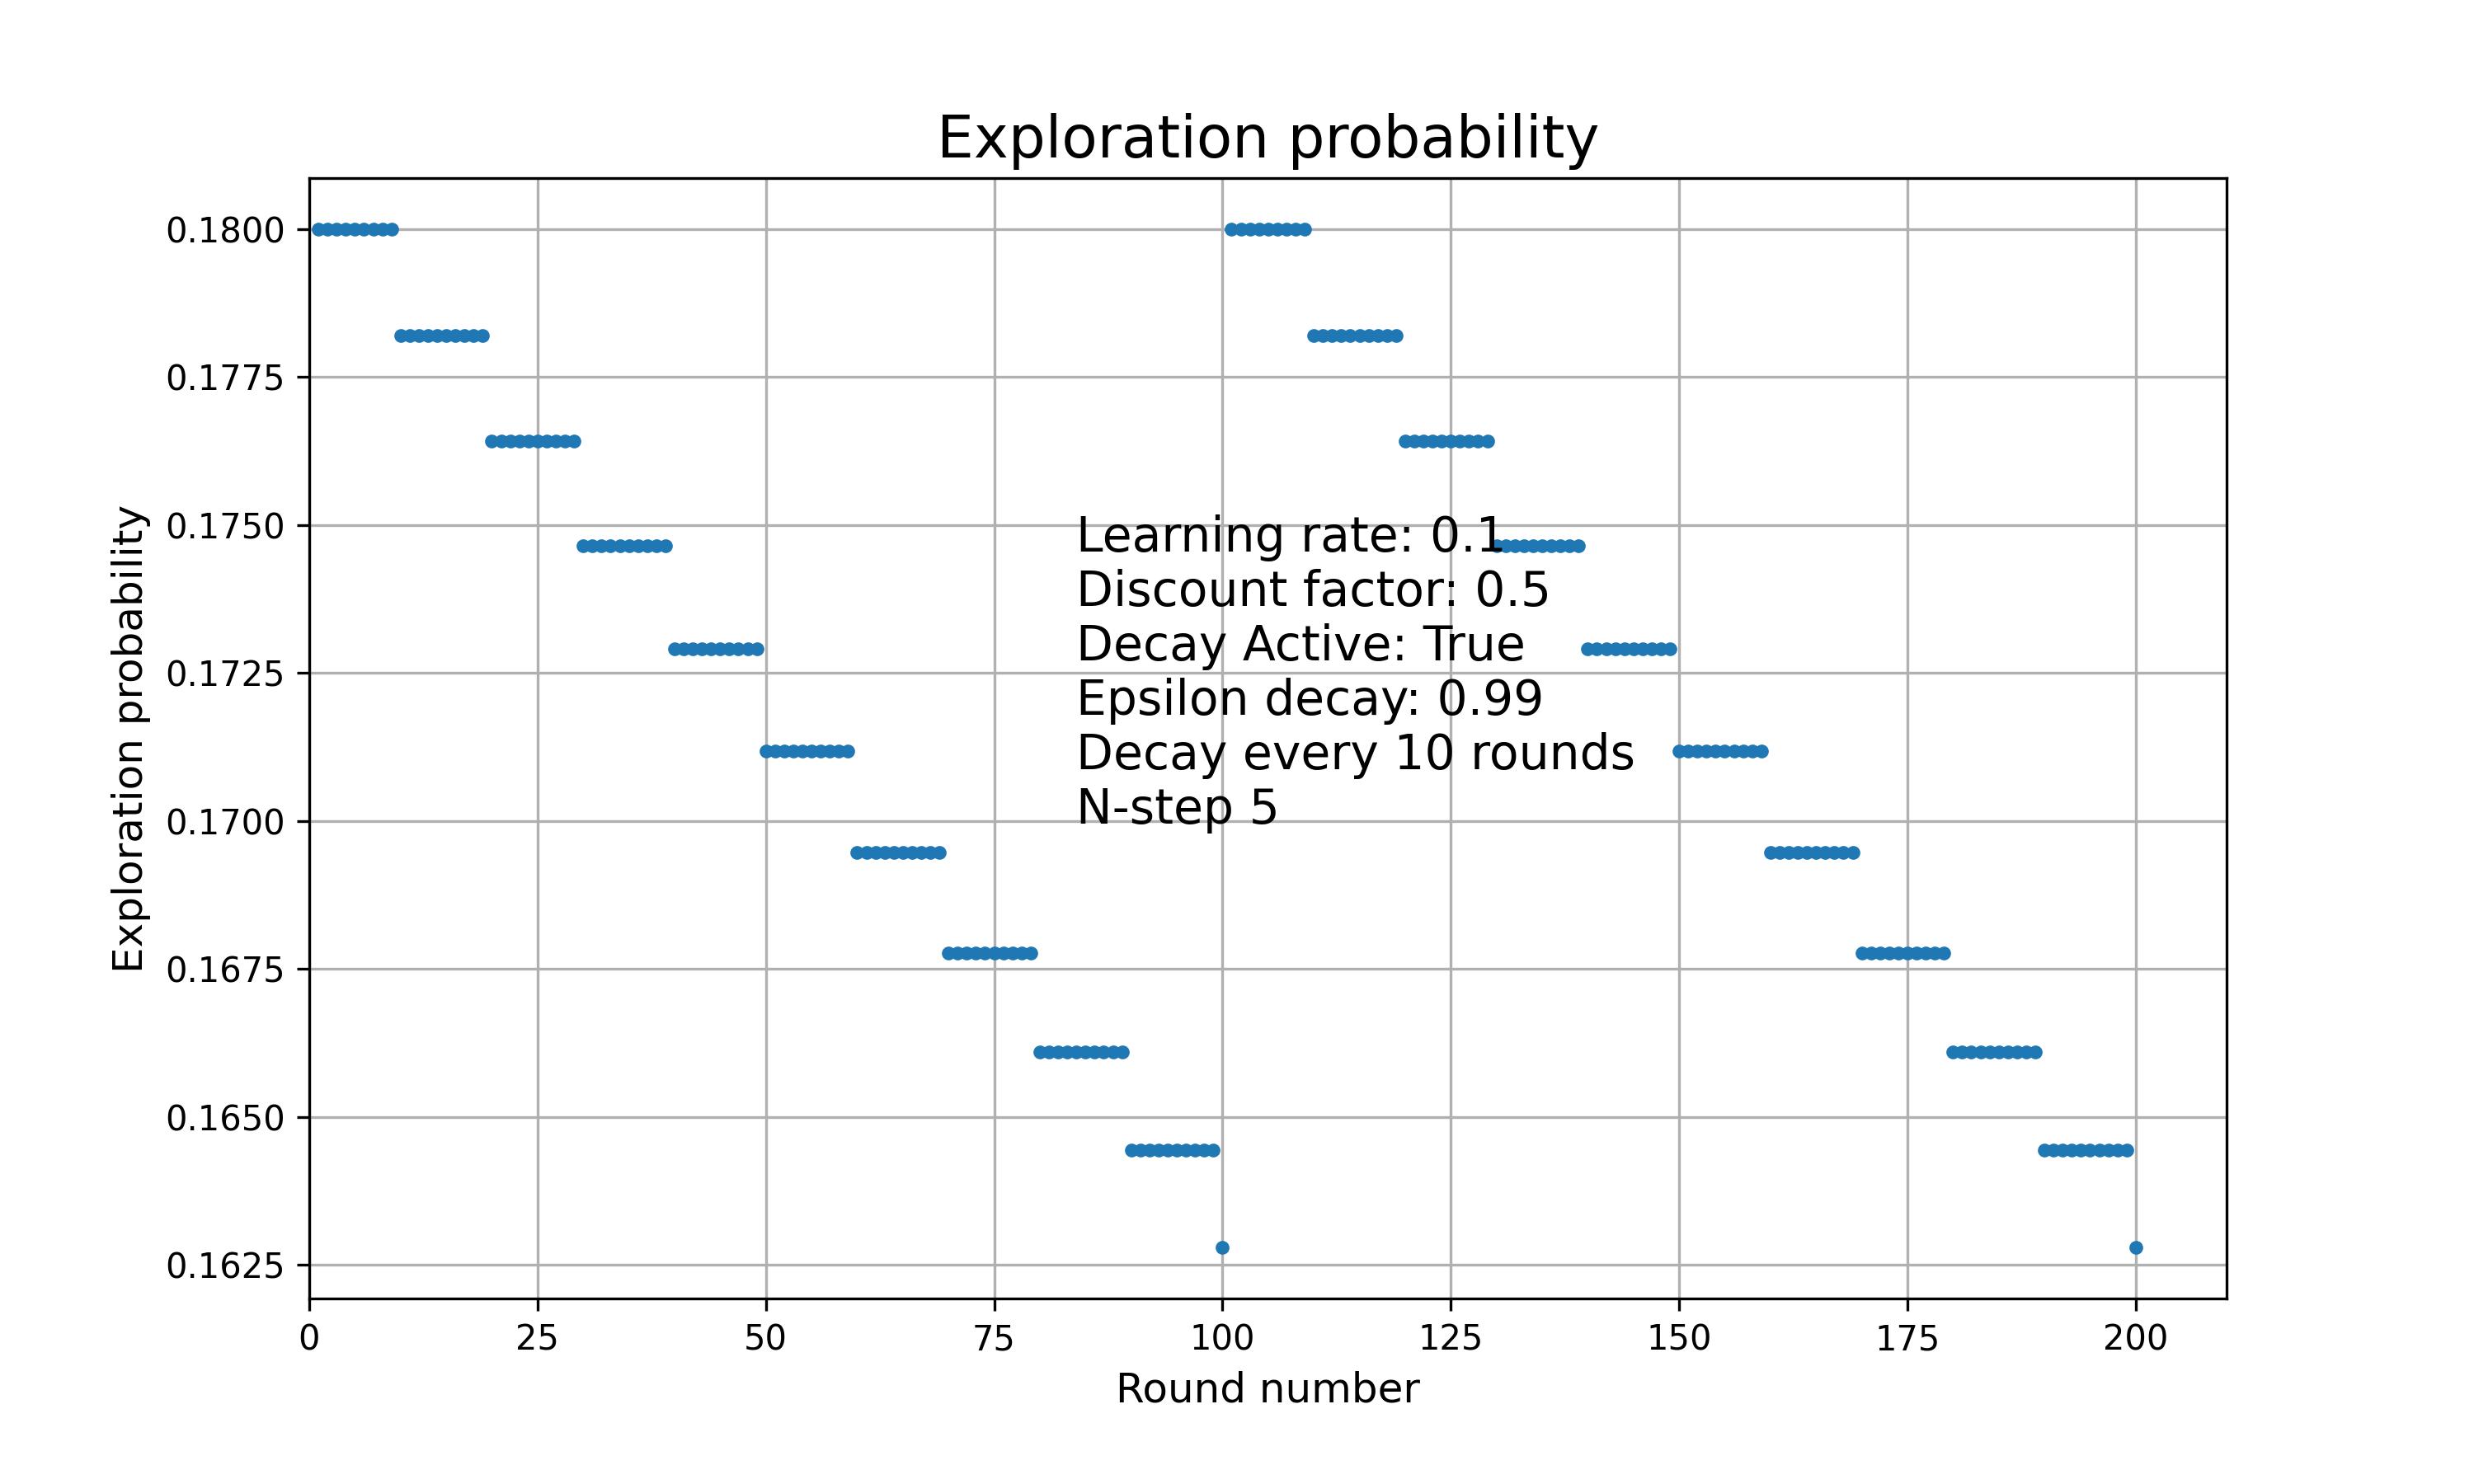 Exploration probability
Exploration probability
0.1800
0.1775
0.1750
0.1725
0.1700
0.1675
0.1650
0.1625
Learning rate: 0.1
Discount factor: 0.5
Decay Active: True
Epsilon decay: 0.99
Decay every 10 rounds
N-step 5
0 25 50 75 100 125 150 175 200
Round number